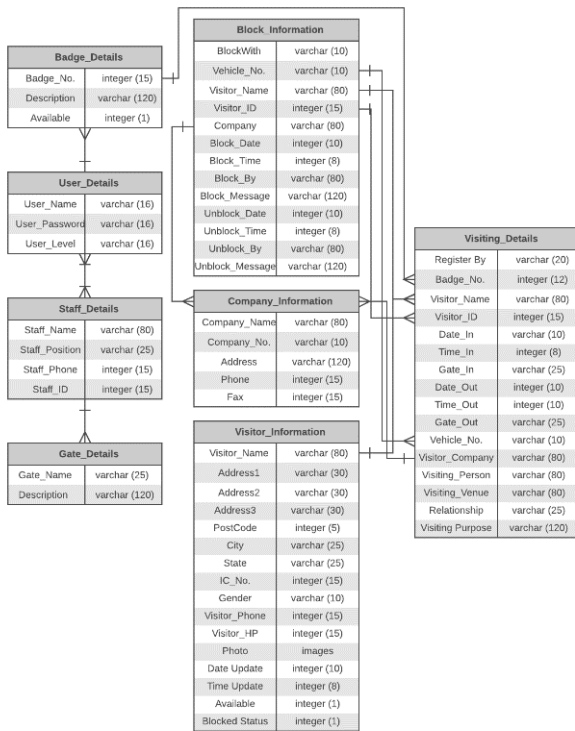 Badge_Details
Badge_No. integer (15)
Description varchar (120)
Available integer (1)
User_Details
User_Name varchar (16)
User_Password varchar (16)
User_Level varchar (16)
Staff_Details
Staff_Name varchar (80)
Staff_Position varchar (25)
Staff_Phone integer (15)
Staff_ID integer (15)
Gate_Details
Gate_Name varchar (25)
Description varchar (120)
Block_Information
BlockWith varchar (10)
Vehicle_No. varchar (10)
Visitor_Name varchar (80)
Visitor_ID integer (15)
Company varchar (80)
Block_Date integer (10)
Block_Time integer (8)
Block_By varchar (80)
Block_Message varchar (120)
Unblock_Date integer (10)
Unblock_Time integer (8)
Unblock_By varchar (80)
Unblock_Message varchar (120)
Company_Information
Company_Name varchar (80)
Company_No. varchar (10)
Address varchar (120)
Phone integer (15)
Fax integer (15)
Visitor_Information
Visitor_Name varchar (80)
Address1 varchar (30)
Address2 varchar (30)
Address3 varchar (30)
PostCode integer (5)
City varchar (25)
State varchar (25)
IC_No. integer (15)
Gender varchar (10)
Visitor_Phone integer (15)
Visitor_HP integer (15)
Photo images
Date Update integer (10)
Time Update integer (8)
Available integer (1)
Blocked Status integer (1)
Visiting_Details
Register By varchar (20)
Badge_No. integer (12)
Visitor_Name varchar (80)
Visitor_ID integer (15)
Date_In varchar (10)
Time_In integer (8)
Gate_In varchar (25)
Date_Out integer (10)
Time_Out integer (10)
Gate_Out varchar (25)
Vehicle_No. varchar (10)
Visitor_Company varchar (80)
Visiting_Person varchar (80)
Visiting_Venue varchar (80)
Relationship varchar (25)
Visiting Purpose varchar (120)